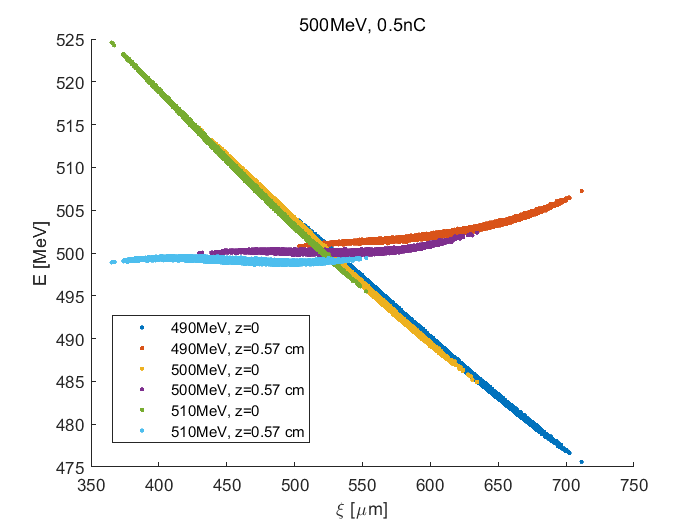 500MeV, 0.5nC
525
520
515
510
505
500
495
490
485
480
475
E [MeV]
490MeV, z=0
490MeV, z=0.57 cm
500MeV, z=0
500MeV, z=0.57 cm
510MeV, z=0
510MeV, z=0.57 cm
350 400 450 500 550 600 650 700 750
ξ [μm]